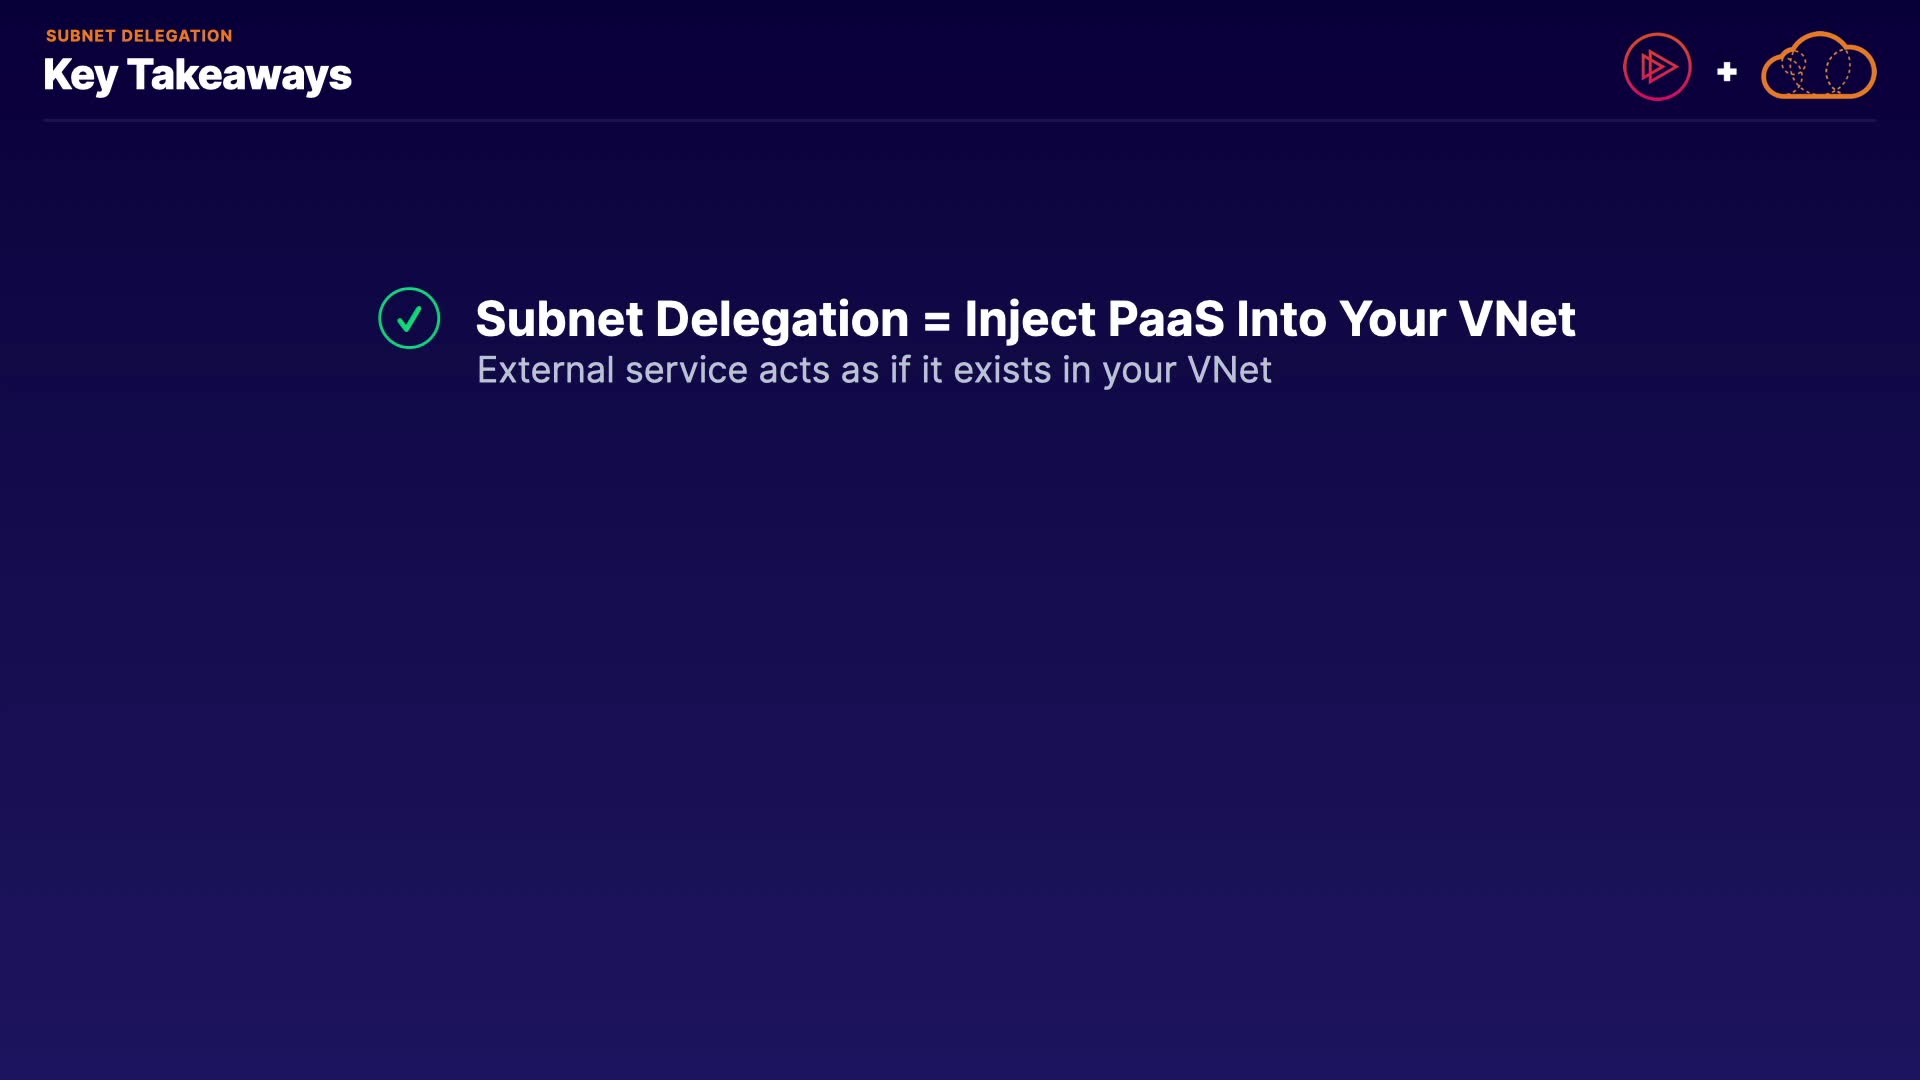 SUBNET DELEGATION
Key Takeaways
+
Subnet Delegation = Inject PaaS Into Your VNet
External service acts as if it exists in your VNet